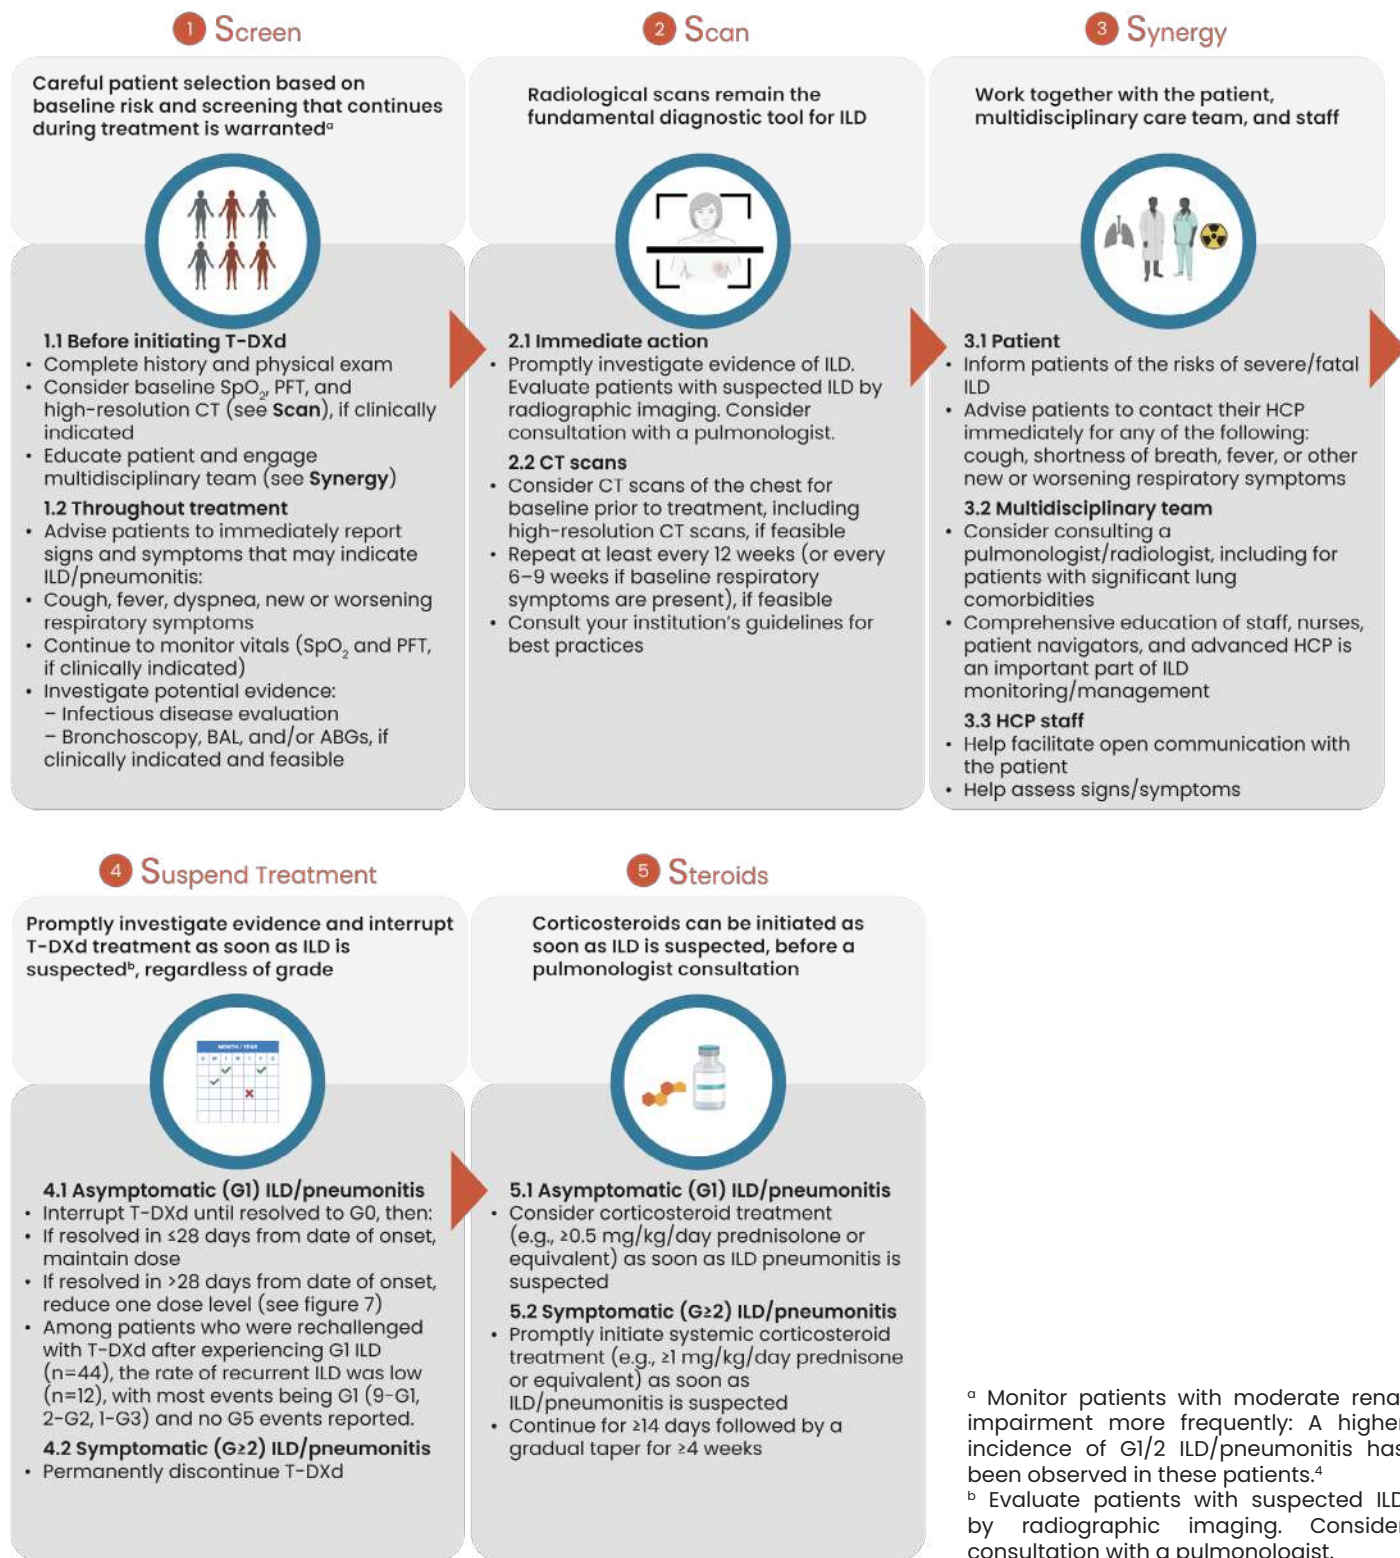 1 Screen
Careful patient selection based on
baseline risk and screening that continues
during treatment is warrantedᵃ
1.1 Before initiating T-DXd
• Complete history and physical exam
• Consider baseline SpO₂, PFT, and
high-resolution CT (see Scan), if clinically
indicated
• Educate patient and engage
multidisciplinary team (see Synergy)
1.2 Throughout treatment
• Advise patients to immediately report
signs and symptoms that may indicate
ILD/pneumonitis:
• Cough, fever, dyspnea, new or worsening
respiratory symptoms
• Continue to monitor vitals (SpO₂ and PFT,
if clinically indicated)
• Investigate potential evidence:
– Infectious disease evaluation
– Bronchoscopy, BAL, and/or ABGs, if
clinically indicated and feasible
2 Scan
Radiological scans remain the
fundamental diagnostic tool for ILD
2.1 Immediate action
• Promptly investigate evidence of ILD.
Evaluate patients with suspected ILD by
radiographic imaging. Consider
consultation with a pulmonologist.
2.2 CT scans
• Consider CT scans of the chest for
baseline prior to treatment, including
high-resolution CT scans, if feasible
• Repeat at least every 12 weeks (or every
6–9 weeks if baseline respiratory
symptoms are present), if feasible
• Consult your institution's guidelines for
best practices
3 Synergy
Work together with the patient,
multidisciplinary care team, and staff
3.1 Patient
• Inform patients of the risks of severe/fatal
ILD
• Advise patients to contact their HCP
immediately for any of the following:
cough, shortness of breath, fever, or other
new or worsening respiratory symptoms
3.2 Multidisciplinary team
• Consider consulting a
pulmonologist/radiologist, including for
patients with significant lung
comorbidities
• Comprehensive education of staff, nurses,
patient navigators, and advanced HCP is
an important part of ILD
monitoring/management
3.3 HCP staff
• Help facilitate open communication with
the patient
• Help assess signs/symptoms
4 Suspend Treatment
Promptly investigate evidence and interrupt
T-DXd treatment as soon as ILD is
suspectedᵇ, regardless of grade
MONTH / YEAR
4.1 Asymptomatic (G1) ILD/pneumonitis
• Interrupt T-DXd until resolved to G0, then:
• If resolved in ≤28 days from date of onset,
maintain dose
• If resolved in >28 days from date of onset,
reduce one dose level (see figure 7)
• Among patients who were rechallenged
with T-DXd after experiencing G1 ILD
(n=44), the rate of recurrent ILD was low
(n=12), with most events being G1 (9-G1,
2-G2, 1-G3) and no G5 events reported.
4.2 Symptomatic (G≥2) ILD/pneumonitis
• Permanently discontinue T-DXd
5 Steroids
Corticosteroids can be initiated as
soon as ILD is suspected, before a
pulmonologist consultation
5.1 Asymptomatic (G1) ILD/pneumonitis
• Consider corticosteroid treatment
(e.g., ≥0.5 mg/kg/day prednisolone or
equivalent) as soon as ILD pneumonitis is
suspected
5.2 Symptomatic (G≥2) ILD/pneumonitis
• Promptly initiate systemic corticosteroid
treatment (e.g., ≥1 mg/kg/day prednisone
or equivalent) as soon as
ILD/pneumonitis is suspected
• Continue for ≥14 days followed by a
gradual taper for ≥4 weeks
ᵃ Monitor patients with moderate rena
impairment more frequently: A higher
incidence of G1/2 ILD/pneumonitis has
been observed in these patients.⁴
ᵇ Evaluate patients with suspected ILD
by radiographic imaging. Consider
consultation with a pulmonologist.